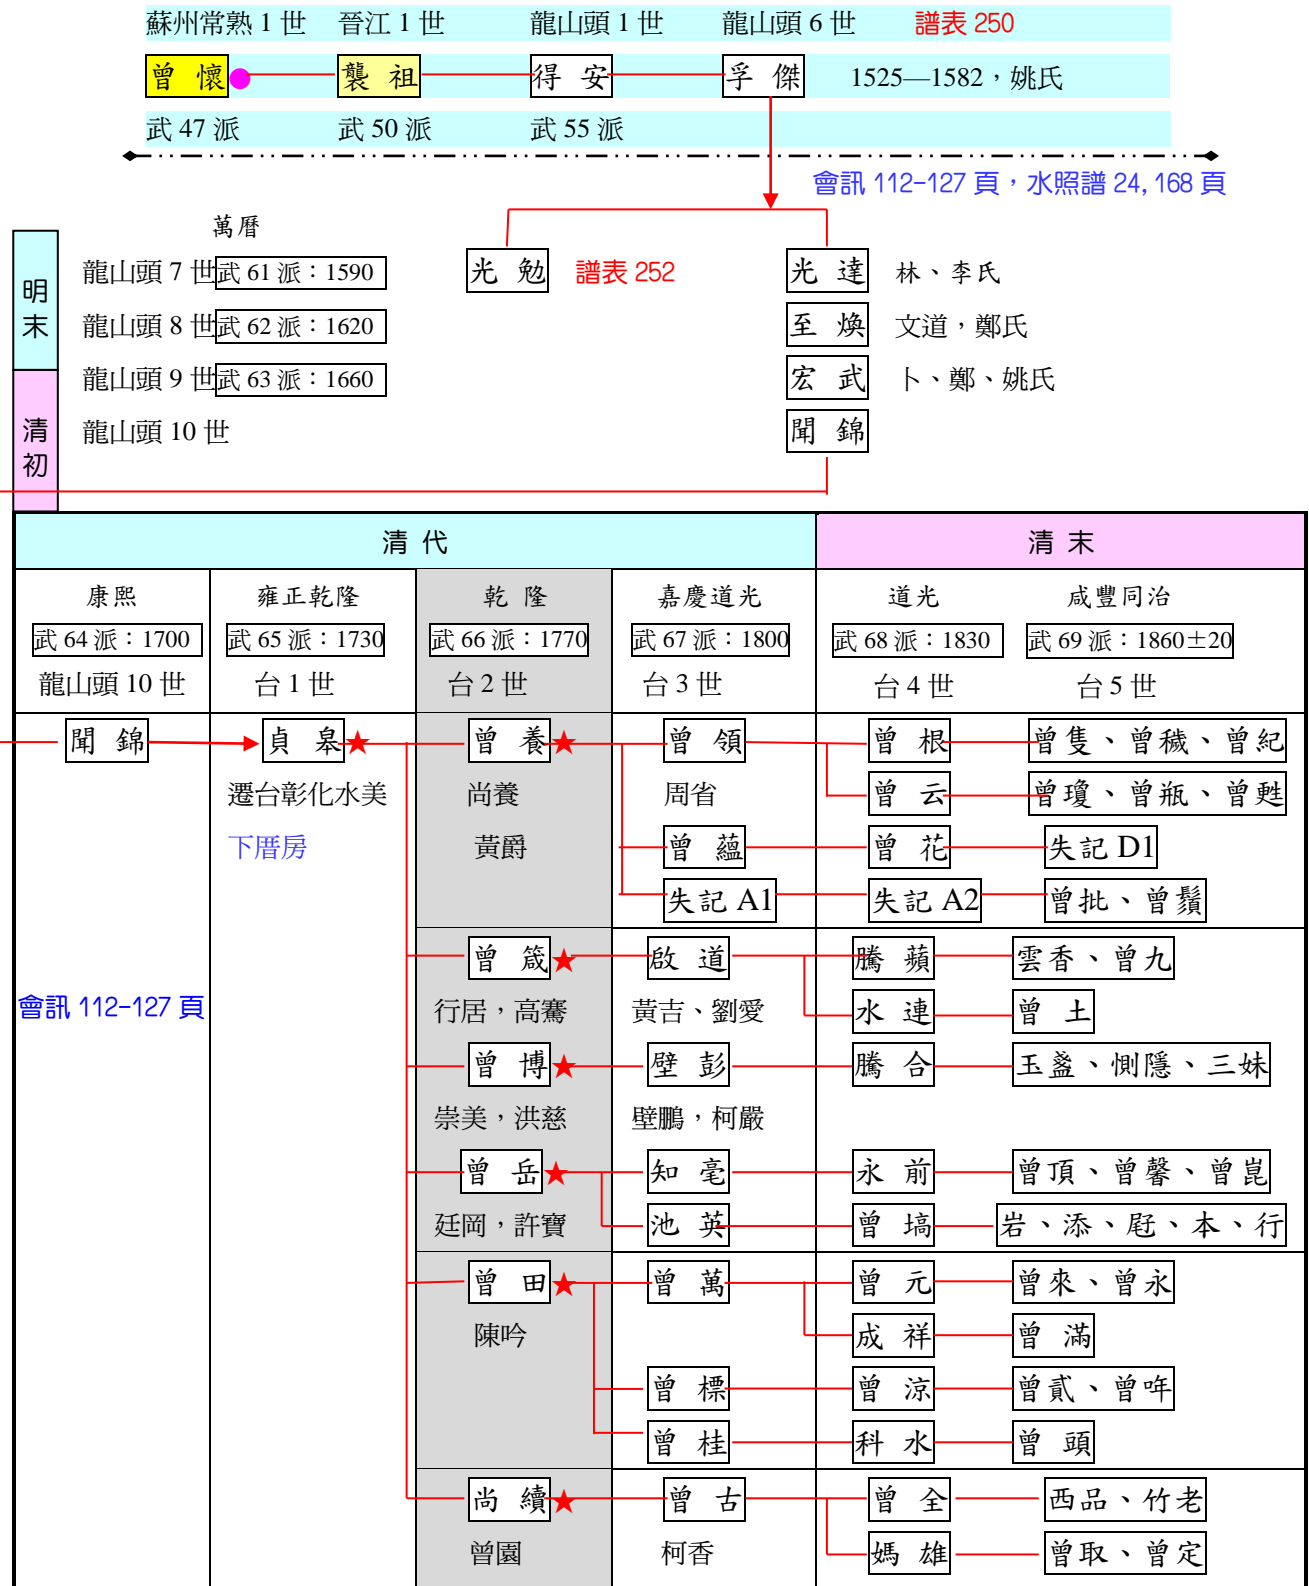 蘇州常熟 1 世 晉江 1 世 龍山頭 1 世 龍山頭 6 世 譜表 250
曾 懷 襲 祖 得 安 孚 傑 1525—1582，姚氏
武 47 派 武 50 派 武 55 派
會訊 112-127 頁，水照譜 24,168 頁
萬曆
明末
龍山頭 7 世 武 61 派：1590 光 勉 譜表 252 光 達 林、李氏
龍山頭 8 世 武 62 派：1620 至 煥 文道，鄭氏
龍山頭 9 世 武 63 派：1660 宏 武 卜、鄭、姚氏
清初
龍山頭 10 世 聞 錦
清 代 清 末
康熙 雍正乾隆 乾 隆 嘉慶道光 道光 咸豐同治
武 64 派：1700 武 65 派：1730 武 66 派：1770 武 67 派：1800 武 68 派：1830 武 69 派：1860±20
龍山頭 10 世 台 1 世 台 2 世 台 3 世 台 4 世 台 5 世
聞 錦 貞 皋★ 曾 養★ 曾 領 曾 根 曾隻、曾穢、曾紀
遷台彰化水美 尚養 周省 曾 云 曾瓊、曾瓶、曾甦
下厝房 黃爵 曾 蘊 曾 花 失記 D1
失記 A1 失記 A2 曾批、曾鬚
曾 箴★ 啟 道 騰 蘋 雲香、曾九
會訊 112-127 頁 行居，高騫 黃吉、劉愛 水 連 曾 土
曾 博★ 壁 彭 騰 合 玉盞、惻隱、三妹
崇美，洪慈 壁鵬，柯嚴
曾 岳★ 知 毫 永 前 曾頂、曾馨、曾崑
廷岡，許寶 池 英 曾 塙 岩、添、屘、本、行
曾 田★ 曾 萬 曾 元 曾來、曾永
陳吟 成 祥 曾 滿
曾 標 曾 涼 曾貳、曾哖
曾 桂 科 水 曾 頭
尚 續★ 曾 古 曾 全 西品、竹老
曾園 柯香 媽 雄 曾取、曾定